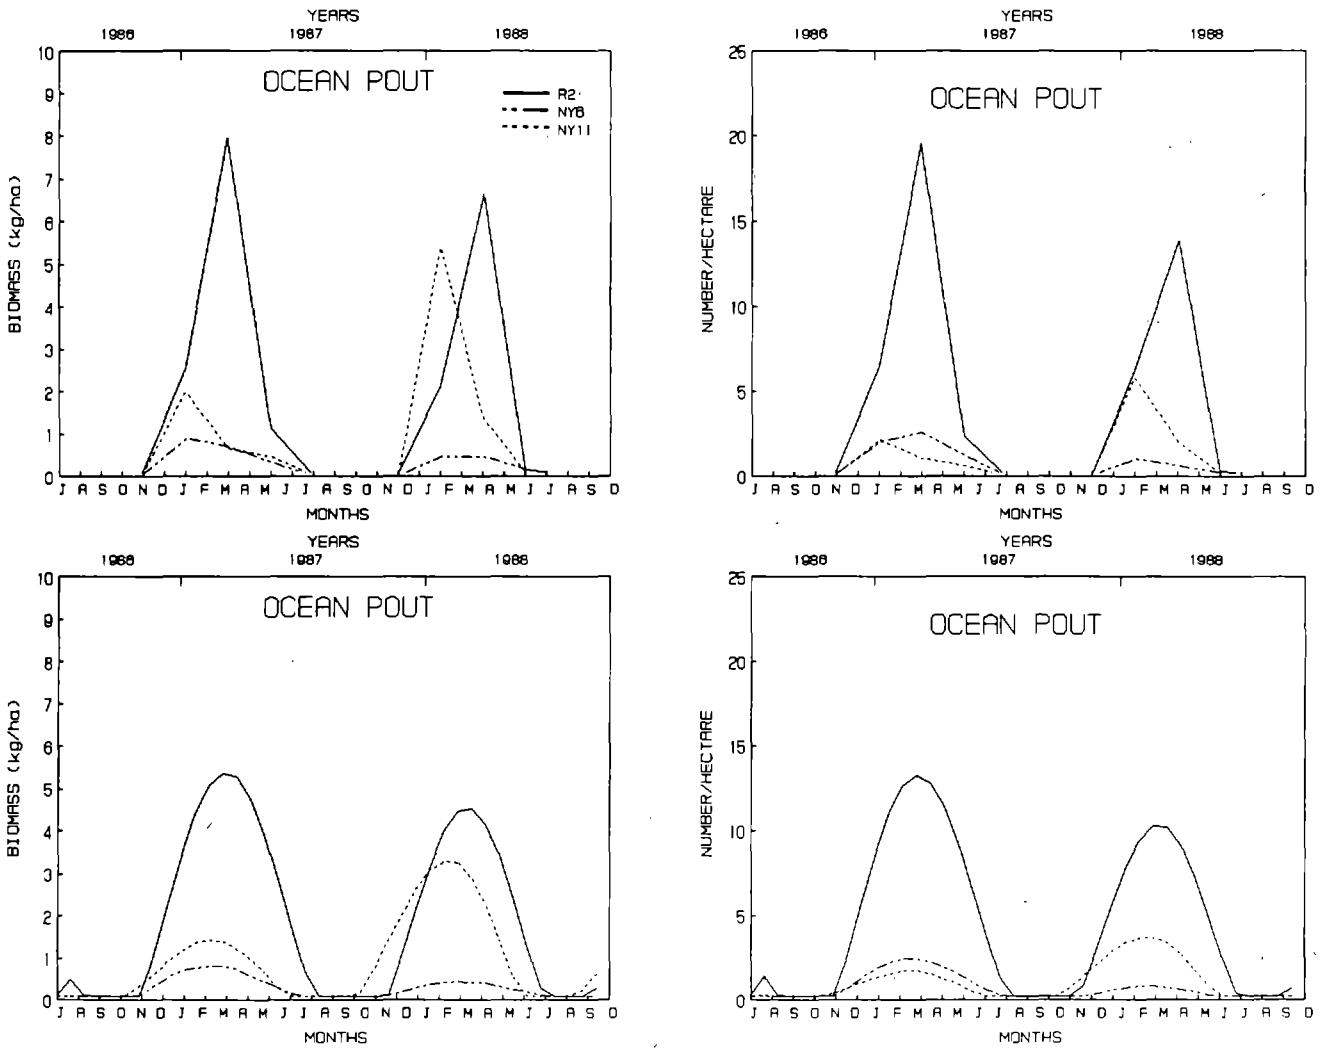 YEARS
1986 1987 1988
OCEAN POUT
R2
NY6
NY11
BIOMASS (kg/ha)
10
9
8
7
6
5
4
3
2
1
0
J A S O N D J F M A M J J A S O N D J F M A M J J A S O
MONTHS
YEARS
1986 1987 1988
OCEAN POUT
NUMBER/HECTARE
25
20
15
10
5
0
J A S O N D J F M A M J J A S O N D J F M A M J J A S O
MONTHS
YEARS
1986 1987 1988
OCEAN POUT
BIOMASS (kg/ha)
10
9
8
7
6
5
4
3
2
1
0
J A S O N D J F M A M J J A S O N D J F M A M J J A S O
MONTHS
YEARS
1986 1987 1988
OCEAN POUT
NUMBER/HECTARE
25
20
15
10
5
0
J A S O N D J F M A M J J A S O N D J F M A M J J A S O
MONTHS